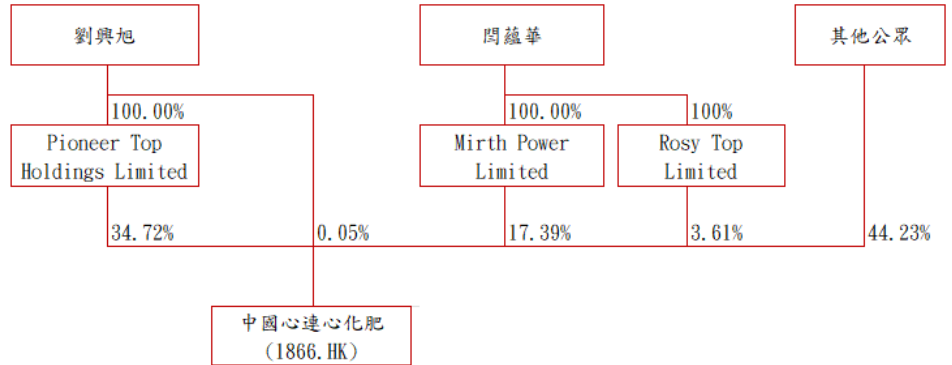 劉興旭
閆蘊華
其他公眾
100.00%
100.00%
100%
Pioneer Top
Holdings Limited
Mirth Power
Limited
Rosy Top
Limited
34.72%
0.05%
17.39%
3.61%
44.23%
中國心連心化肥
(1866.HK)